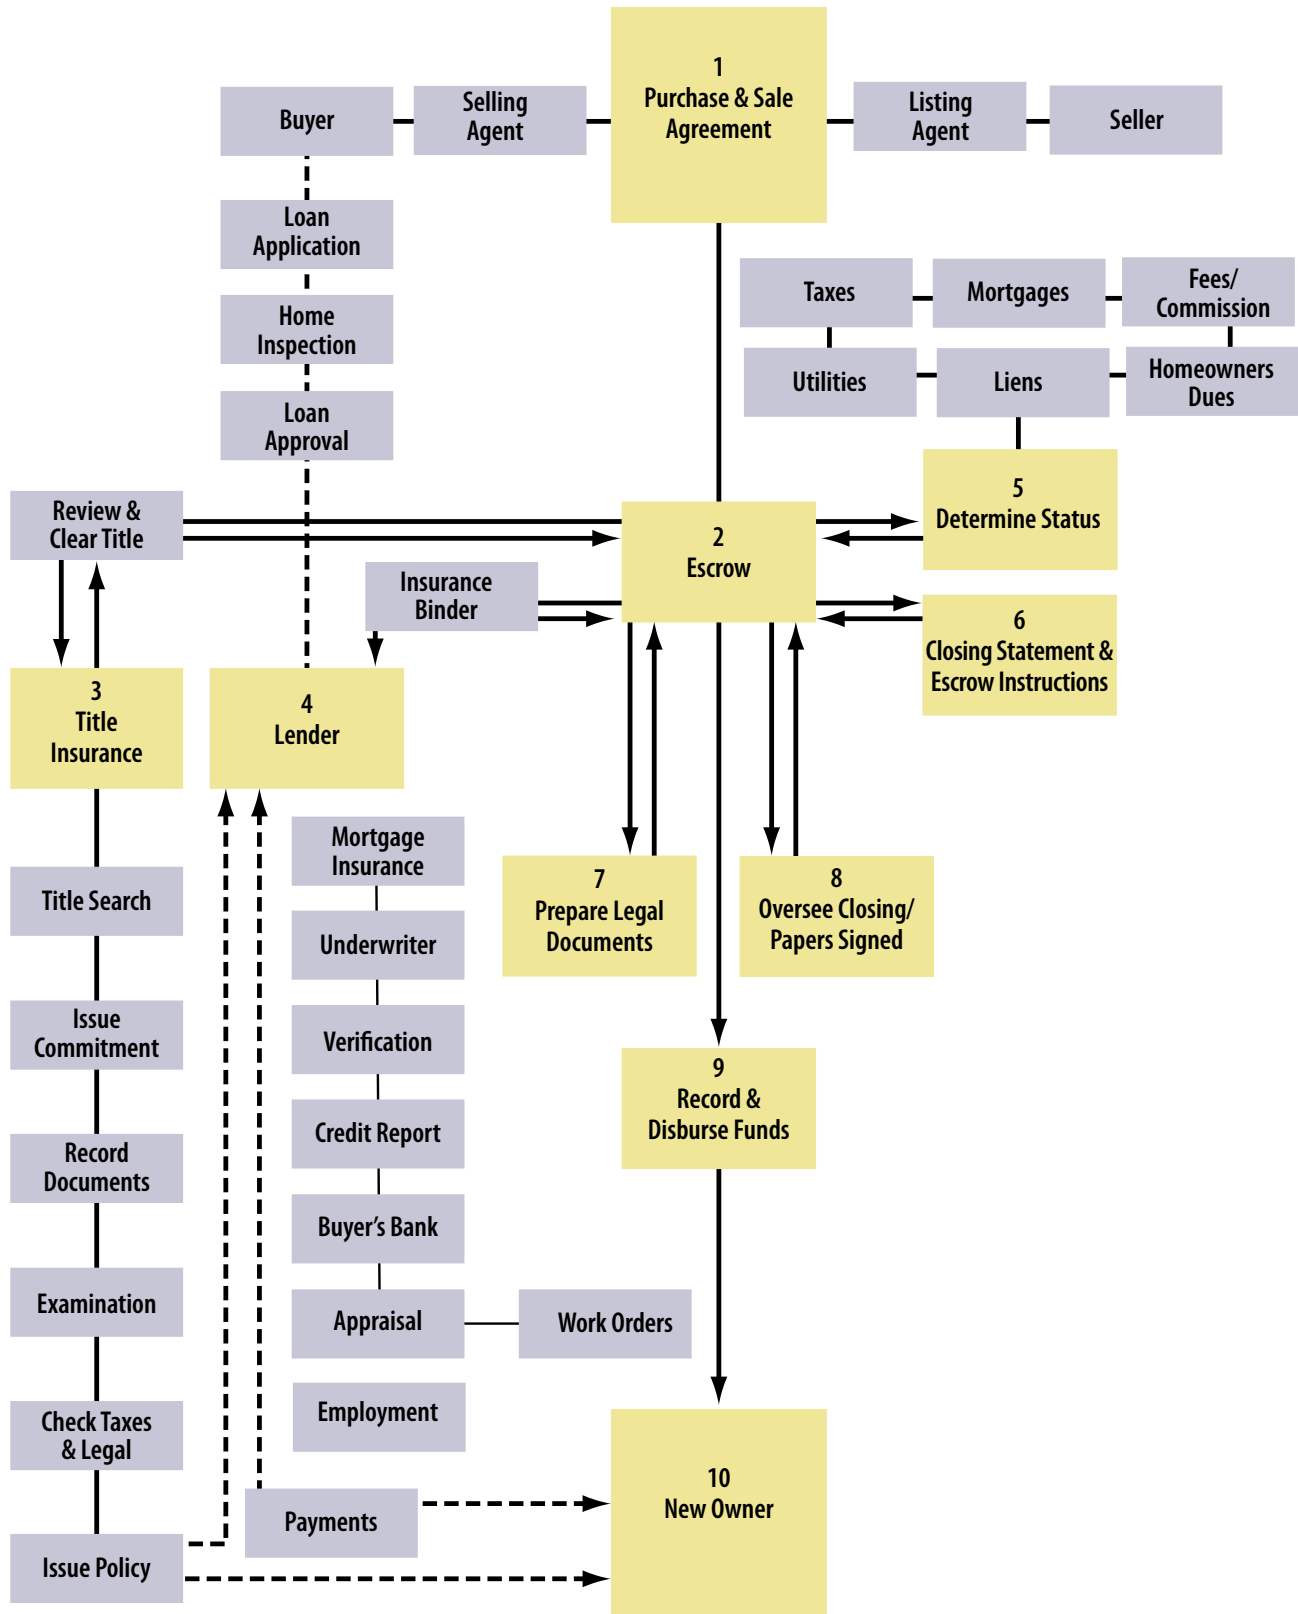 1
Purchase & Sale
Agreement
Buyer
Selling
Agent
Listing
Agent
Seller
Loan
Application
Home
Inspection
Loan
Approval
Taxes
Mortgages
Fees/
Commission
Utilities
Liens
Homeowners
Dues
Review &
Clear Title
2
Escrow
5
Determine Status
Insurance
Binder
6
Closing Statement &
Escrow Instructions
3
Title
Insurance
4
Lender
Mortgage
Insurance
Title Search
7
Prepare Legal
Documents
8
Oversee Closing/
Papers Signed
Underwriter
Issue
Commitment
Verification
9
Record &
Disburse Funds
Credit Report
Record
Documents
Buyer's Bank
Examination
Appraisal
Work Orders
Employment
Check Taxes
& Legal
10
New Owner
Payments
Issue Policy